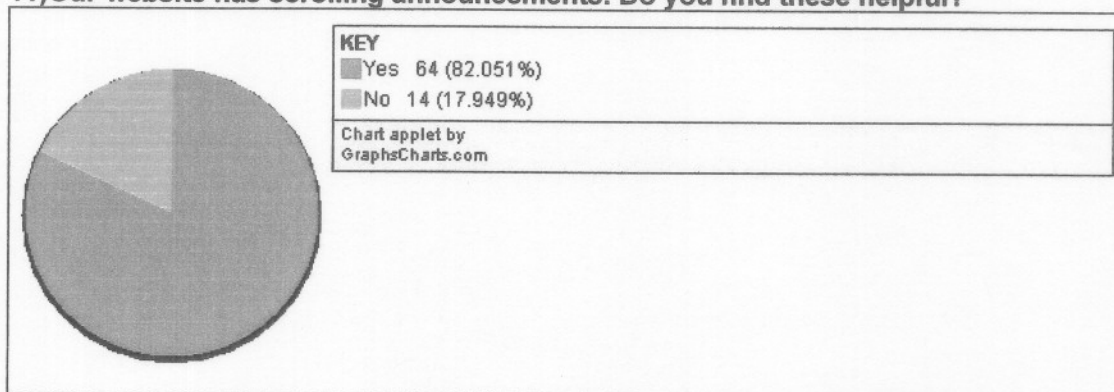 Our website has scrolling announcements. Do you find these helpful?
KEY
Yes 64 (82.051%)
No 14 (17.949%)
Chart applet by
GraphsCharts.com